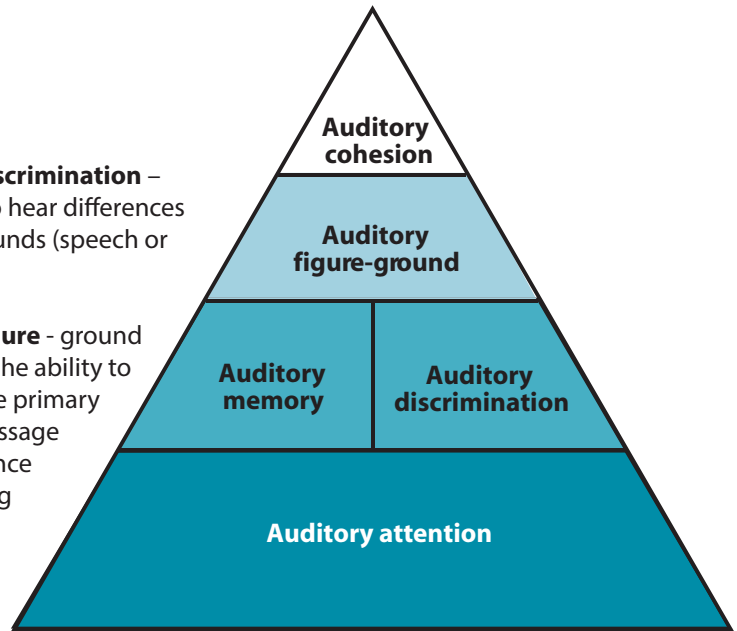 scrimination –
o hear differences
unds (speech or
ure - ground
he ability to
e primary
ssage
nce
g
Auditory
cohesion
Auditory
figure-ground
Auditory
memory
Auditory
discrimination
Auditory attention